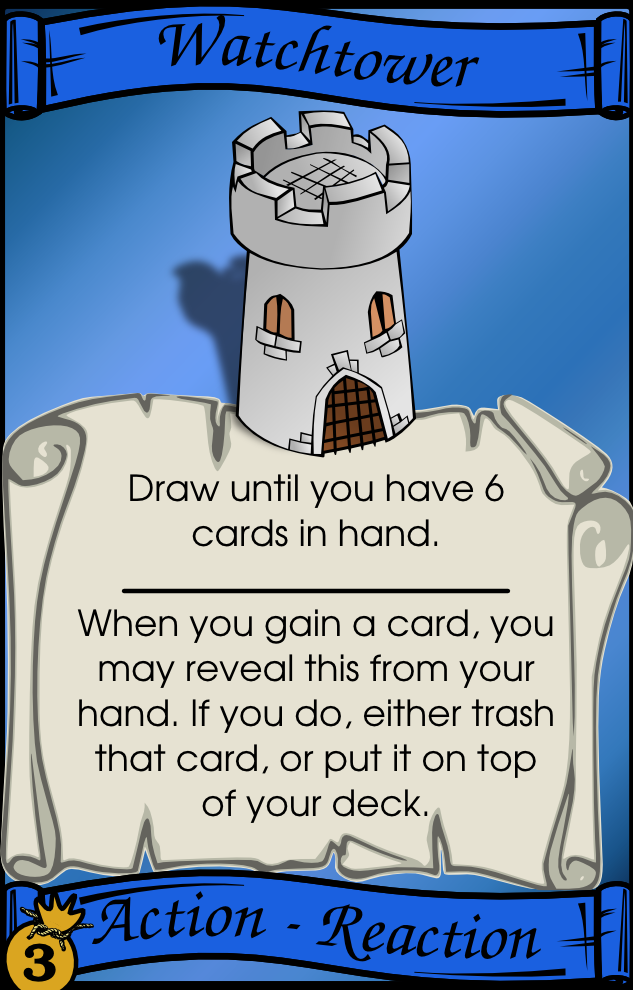 Watchtower
Draw until you have 6
cards in hand.
When you gain a card, you
may reveal this from your
hand. If you do, either trash
that card, or put it on top
of your deck.
Action - Reaction
3